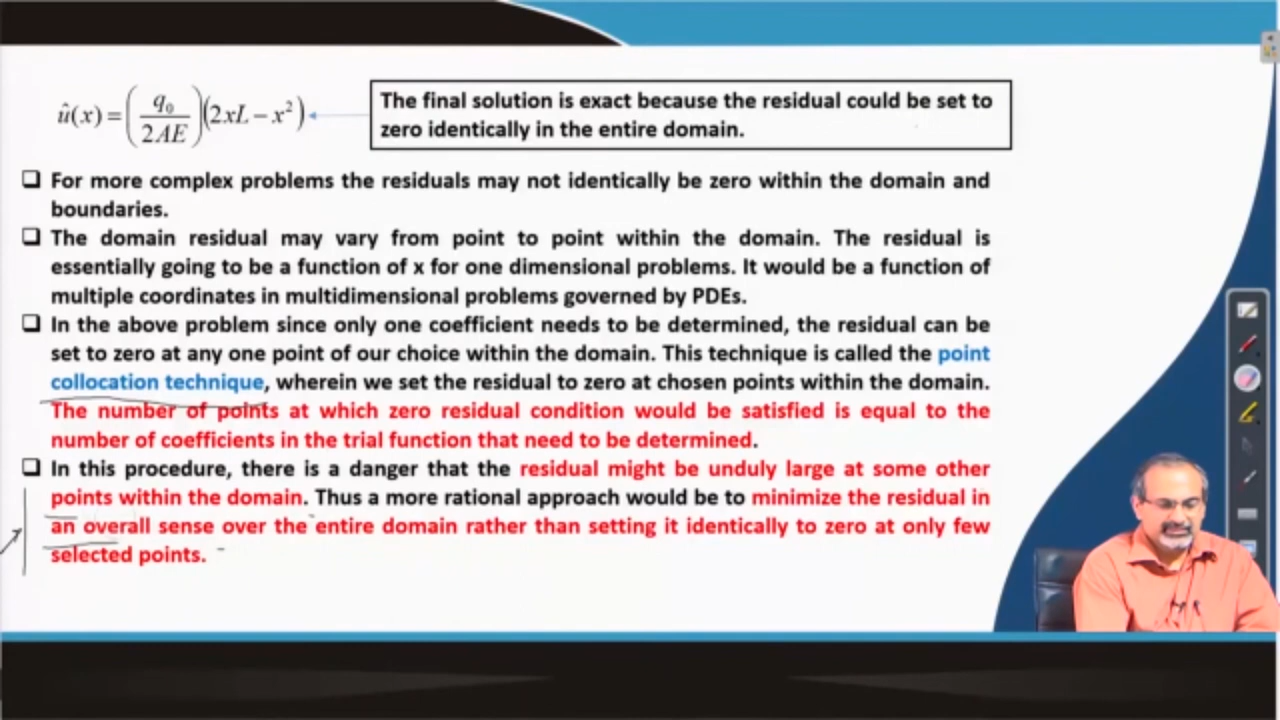 û(x) = (q₀ / 2AE)(2xL − x²)
The final solution is exact because the residual could be set to
zero identically in the entire domain.
❑ For more complex problems the residuals may not identically be zero within the domain and
boundaries.
❑ The domain residual may vary from point to point within the domain. The residual is
essentially going to be a function of x for one dimensional problems. It would be a function of
multiple coordinates in multidimensional problems governed by PDEs.
❑ In the above problem since only one coefficient needs to be determined, the residual can be
set to zero at any one point of our choice within the domain. This technique is called the point
collocation technique, wherein we set the residual to zero at chosen points within the domain.
The number of points at which zero residual condition would be satisfied is equal to the
number of coefficients in the trial function that need to be determined.
❑ In this procedure, there is a danger that the residual might be unduly large at some other
points within the domain. Thus a more rational approach would be to minimize the residual in
an overall sense over the entire domain rather than setting it identically to zero at only few
selected points.